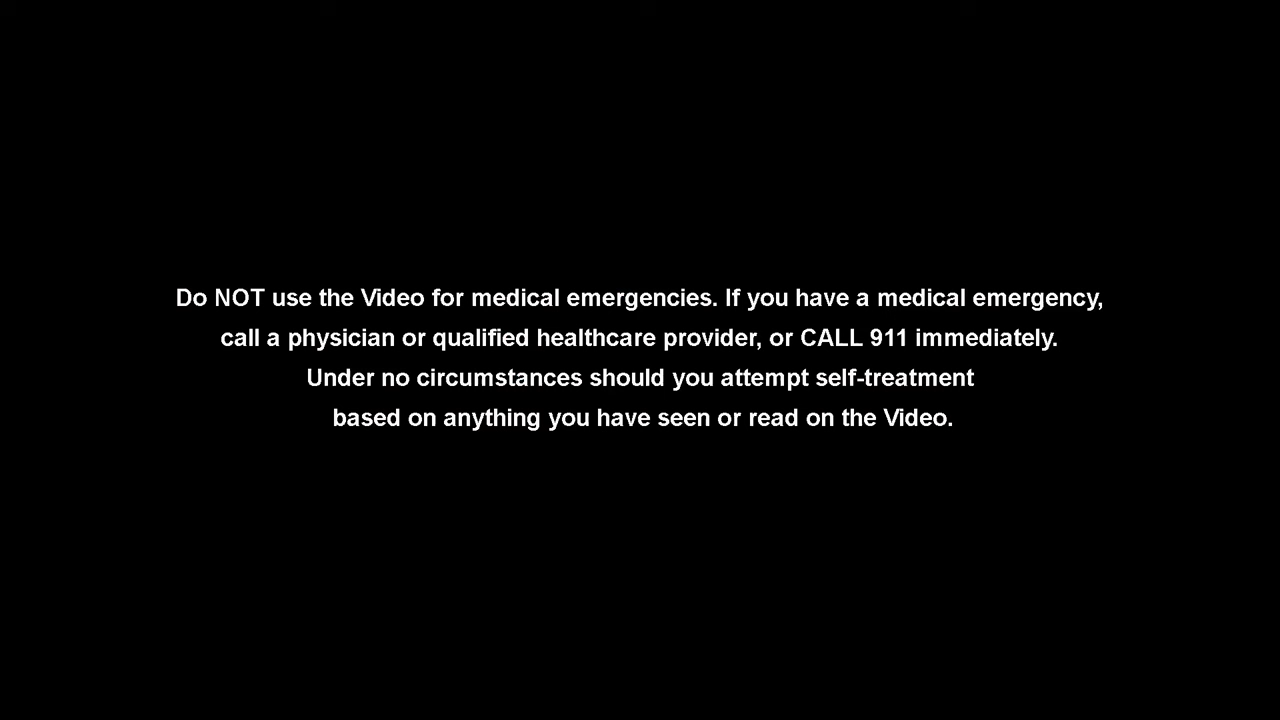 Do NOT use the Video for medical emergencies. If you have a medical emergency,
call a physician or qualified healthcare provider, or CALL 911 immediately.
Under no circumstances should you attempt self-treatment
based on anything you have seen or read on the Video.